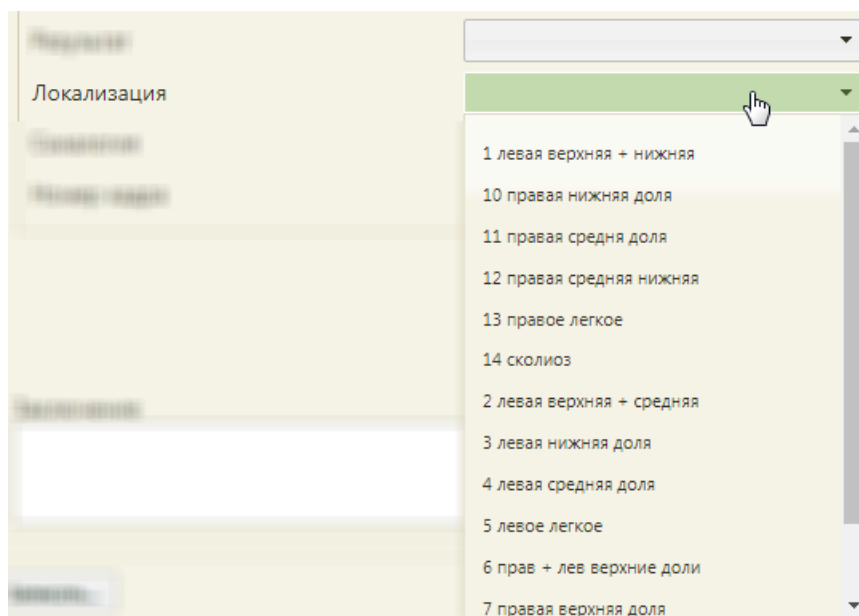 Локализация
1 левая верхняя + нижняя
10 правая нижняя доля
11 правая средня доля
12 правая средняя нижняя
13 правое легкое
14 сколиоз
2 левая верхняя + средняя
3 левая нижняя доля
4 левая средняя доля
5 левое легкое
6 прав + лев верхние доли
7 правая верхняя доля